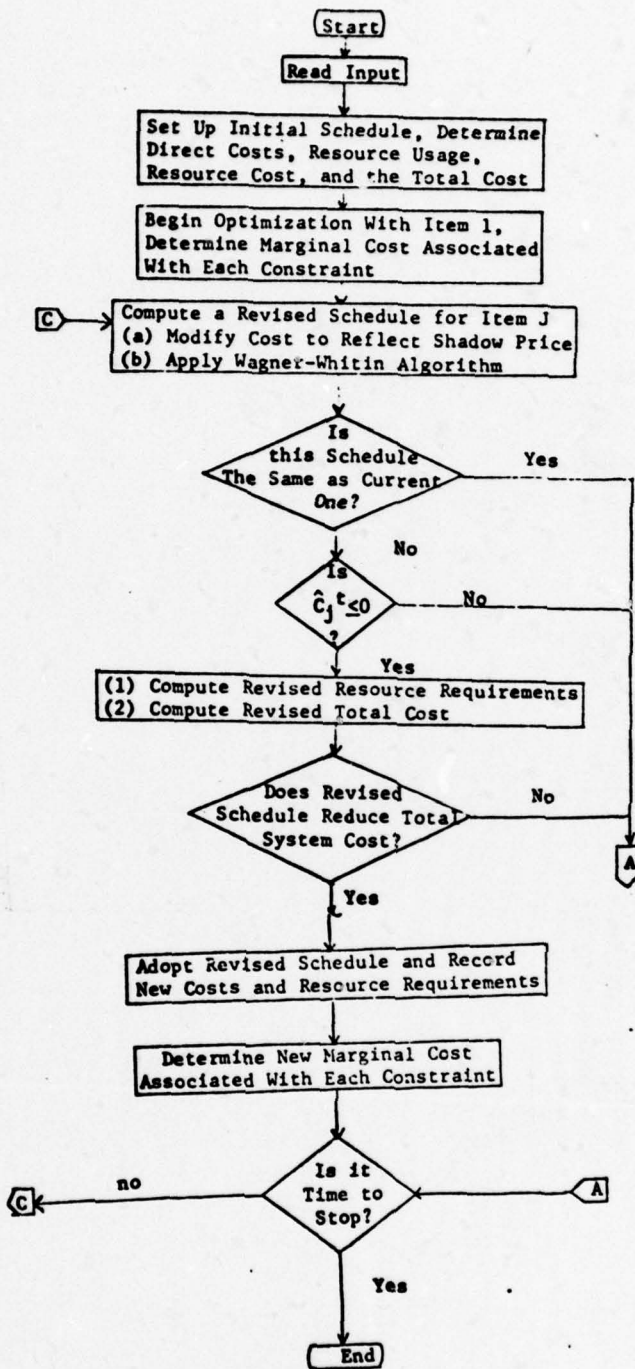 Start
Read Input
Set Up Initial Schedule, Determine
Direct Costs, Resource Usage,
Resource Cost, and the Total Cost
Begin Optimization With Item 1,
Determine Marginal Cost Associated
With Each Constraint
C
Compute a Revised Schedule for Item J
(a) Modify Cost to Reflect Shadow Price
(b) Apply Wagner-Whitin Algorithm
Is
this Schedule
The Same as Current
One?
Yes
No
Is
Ĉj^t ≤0
?
No
Yes
(1) Compute Revised Resource Requirements
(2) Compute Revised Total Cost
Does Revised
Schedule Reduce Total
System Cost?
No
A
Yes
Adopt Revised Schedule and Record
New Costs and Resource Requirements
Determine New Marginal Cost
Associated With Each Constraint
Is it
Time to
Stop?
no
C
A
Yes
End